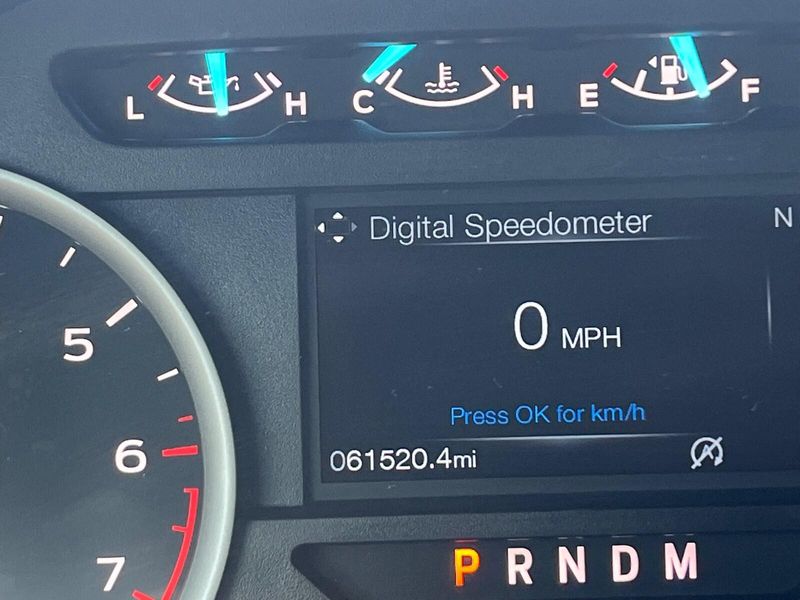 L H C H E F
Digital Speedometer N
5
0 MPH
Press OK for km/h
6
061520.4mi
7
P R N D M